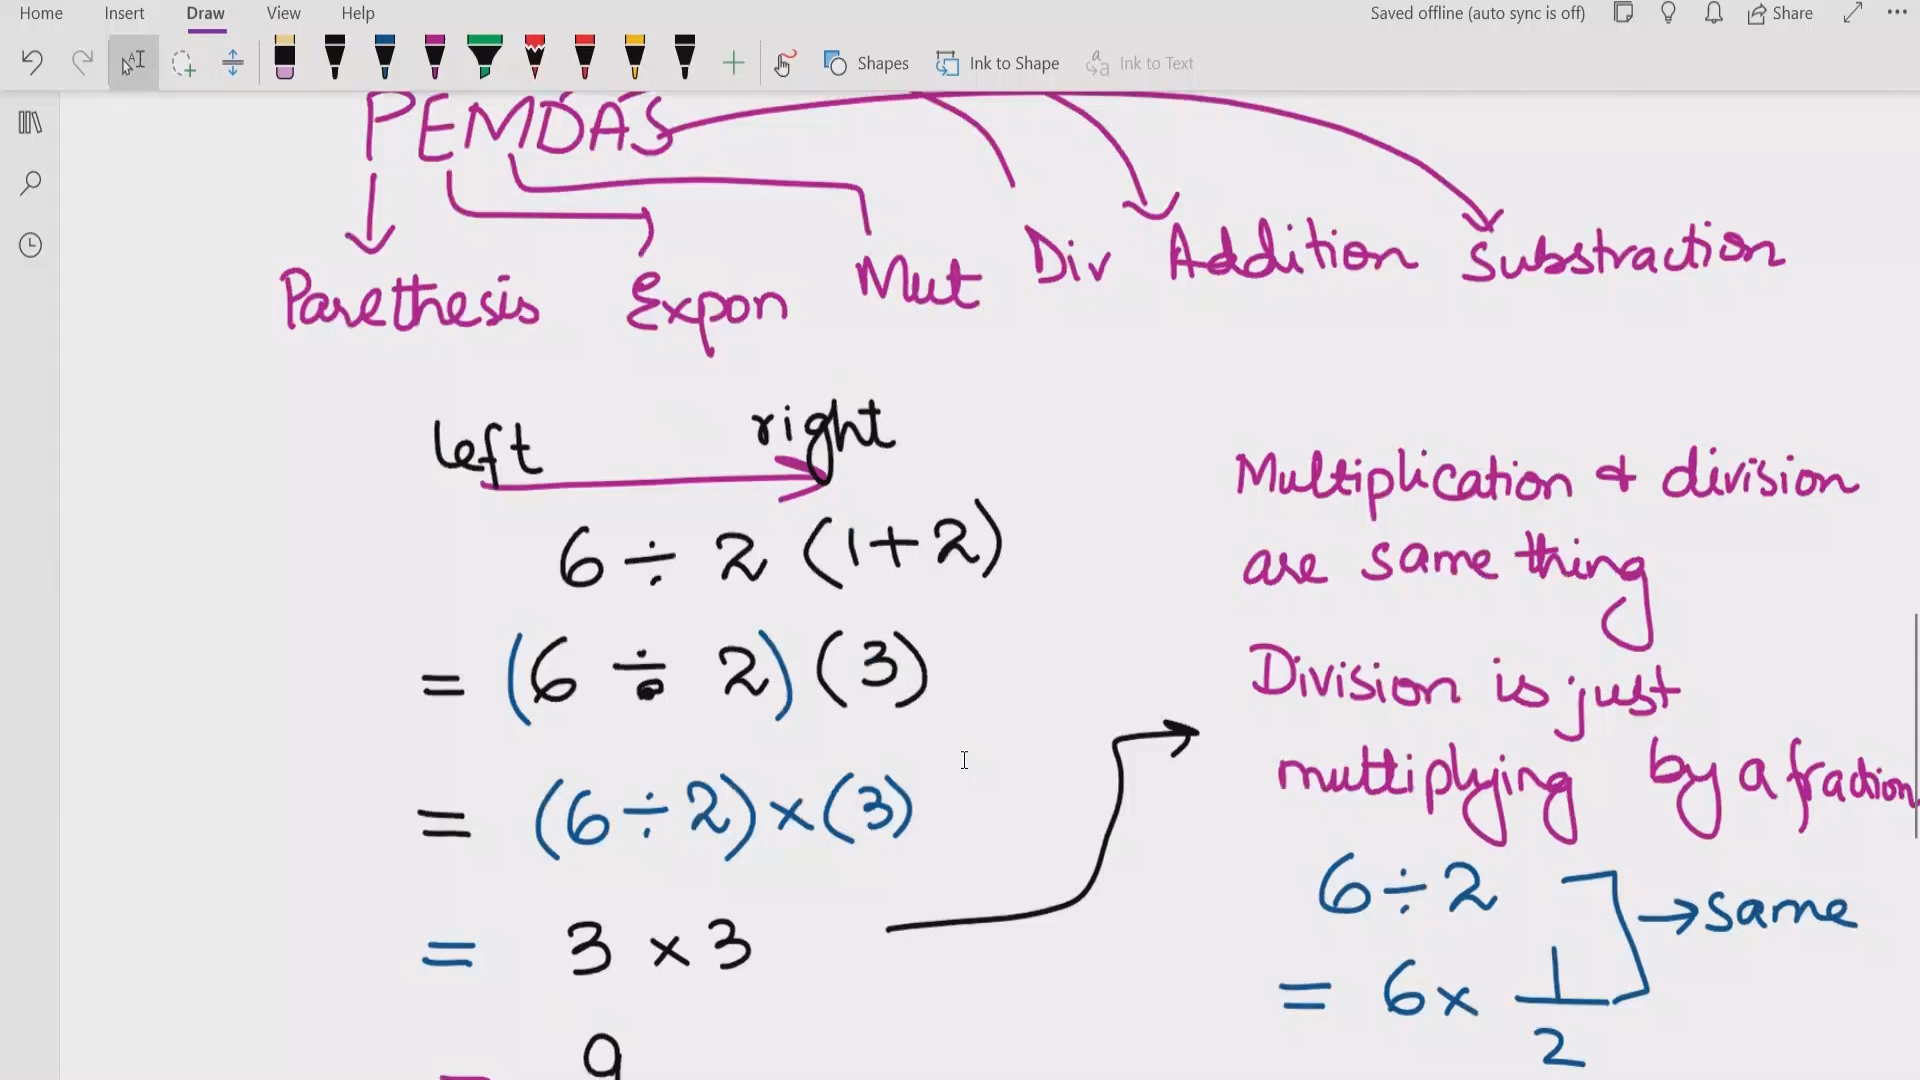 Home Insert Draw View Help Saved offline (auto sync is off) Share
Shapes Ink to Shape Ink to Text
PEMDAS
Parethesis Expon Mut Div Addition Substraction
left right
6 ÷ 2 (1+2)
= (6 ÷ 2) (3)
= (6÷2)×(3)
= 3 × 3
= 9
Multiplication & division
are same thing
Division is just
multiplying by a fraction
6÷2
= 6× 1/2
→same